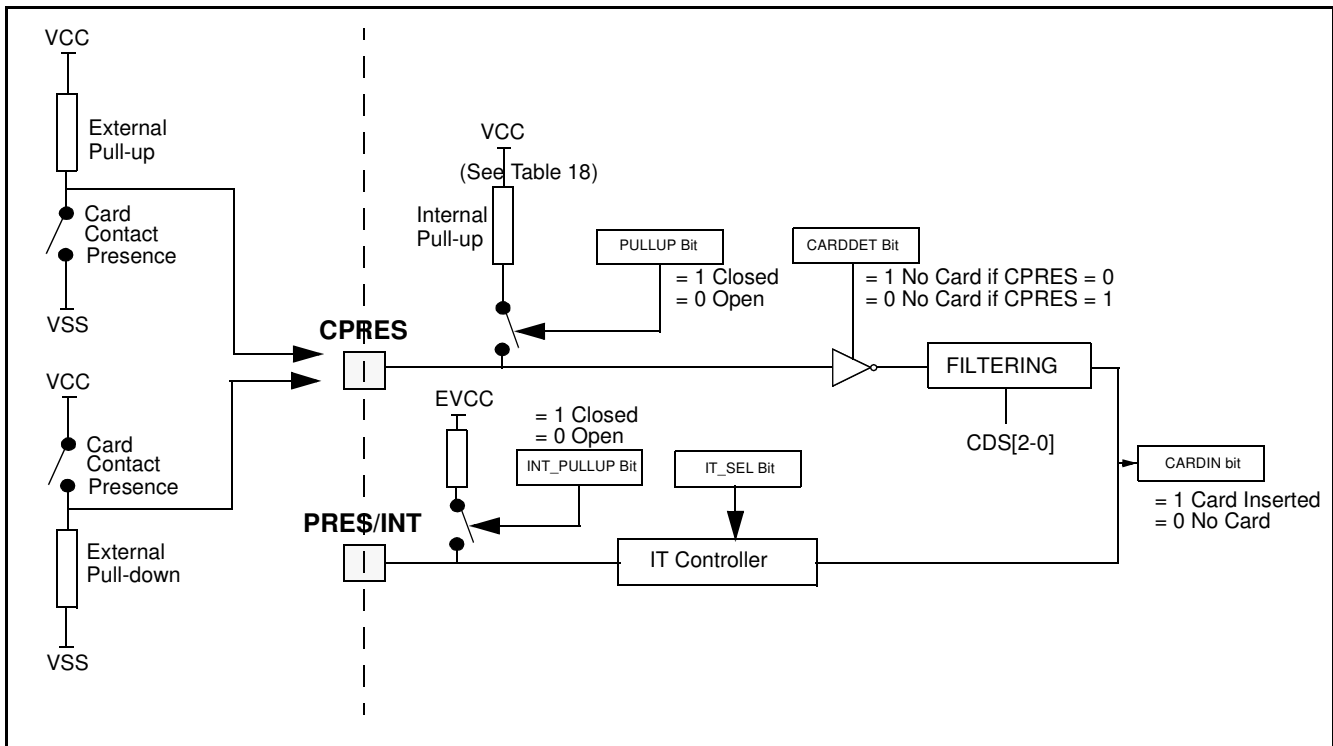 VCC
External
Pull-up
Card
Contact
Presence
VSS
VCC
Card
Contact
Presence
External
Pull-down
VSS
VCC
(See Table 18)
Internal
Pull-up
PULLUP Bit
= 1 Closed
= 0 Open
CARDDET Bit
= 1 No Card if CPRES = 0
= 0 No Card if CPRES = 1
CPRES
FILTERING
CDS[2-0]
EVCC
= 1 Closed
= 0 Open
INT_PULLUP Bit
IT_SEL Bit
CARDIN bit
= 1 Card Inserted
= 0 No Card
PRES/INT
IT Controller